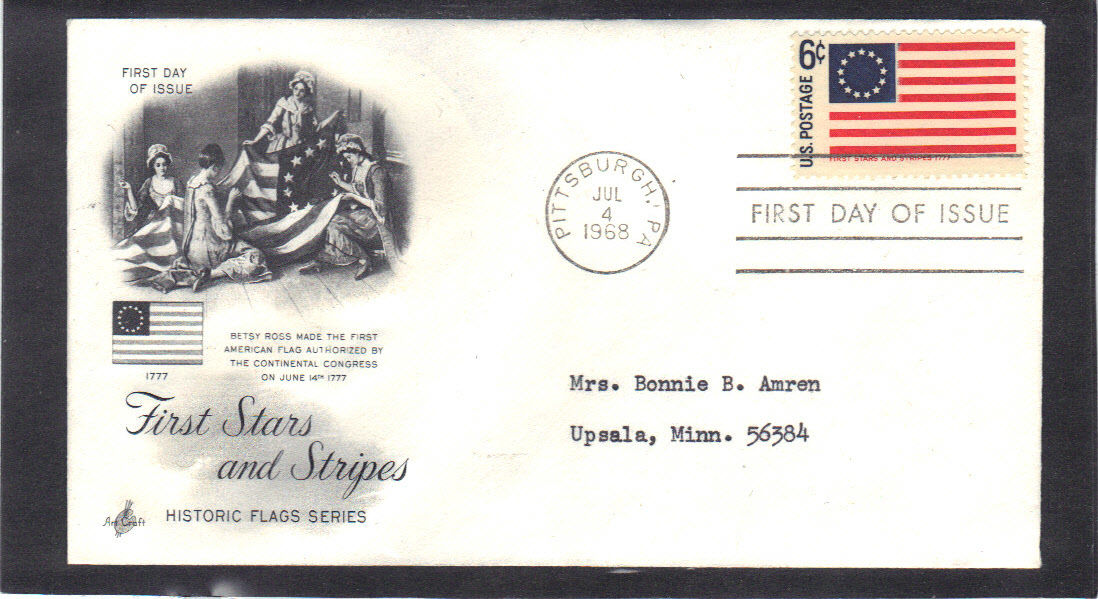 FIRST DAY
OF ISSUE
6¢
U.S. POSTAGE
FIRST STARS AND STRIPES 1777
PITTSBURGH, PA
JUL
4
1968
FIRST DAY OF ISSUE
BETSY ROSS MADE THE FIRST
AMERICAN FLAG AUTHORIZED BY
THE CONTINENTAL CONGRESS
ON JUNE 14TH 1777
1777
First Stars
and Stripes
Art Craft
HISTORIC FLAGS SERIES
Mrs. Bonnie B. Amren
Upsala, Minn. 56384